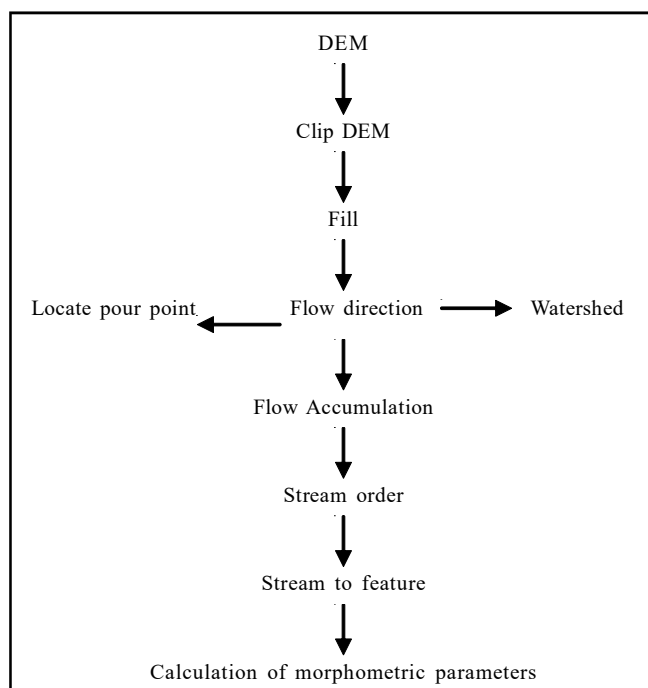 DEM
Clip DEM
Fill
Locate pour point Flow direction Watershed
Flow Accumulation
Stream order
Stream to feature
Calculation of morphometric parameters